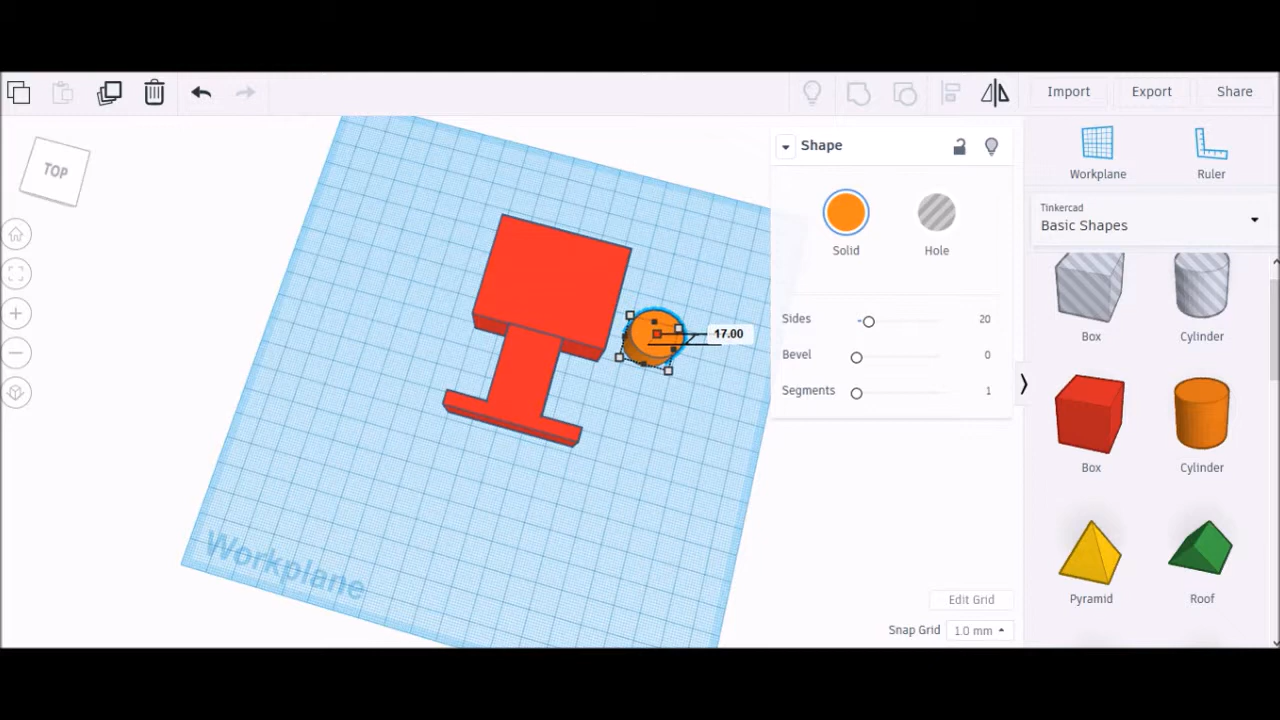 Import
Export
Share
TOP
Shape
Workplane
Ruler
Solid
Hole
Tinkercad
Basic Shapes
Sides 20
Bevel 0
Segments 1
17.00
Box
Cylinder
Box
Cylinder
Pyramid
Roof
Workplane
Edit Grid
Snap Grid 1.0 mm